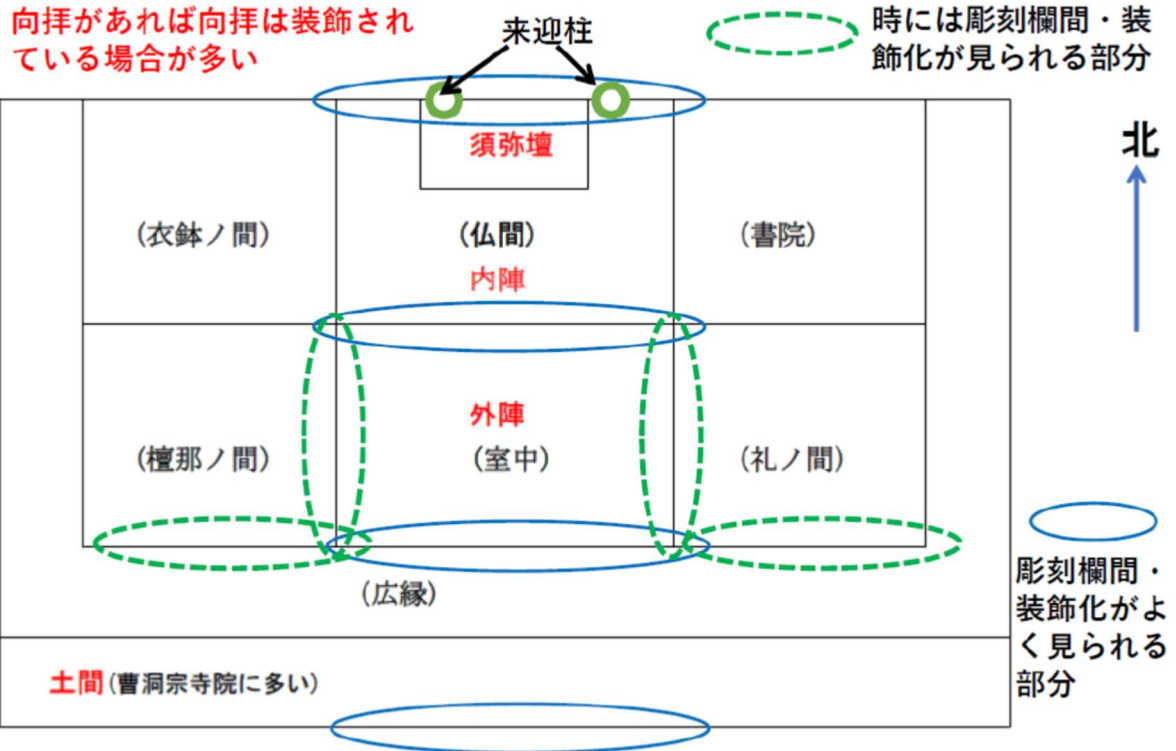 向拝があれば向拝は装飾され
ている場合が多い
来迎柱
時には彫刻欄間・装
飾化が見られる部分
北
須弥壇
(衣鉢ノ間)
(仏間)
(書院)
内陣
外陣
(檀那ノ間)
(室中)
(礼ノ間)
(広縁)
彫刻欄間・
装飾化がよ
く見られる
部分
土間(曹洞宗寺院に多い)